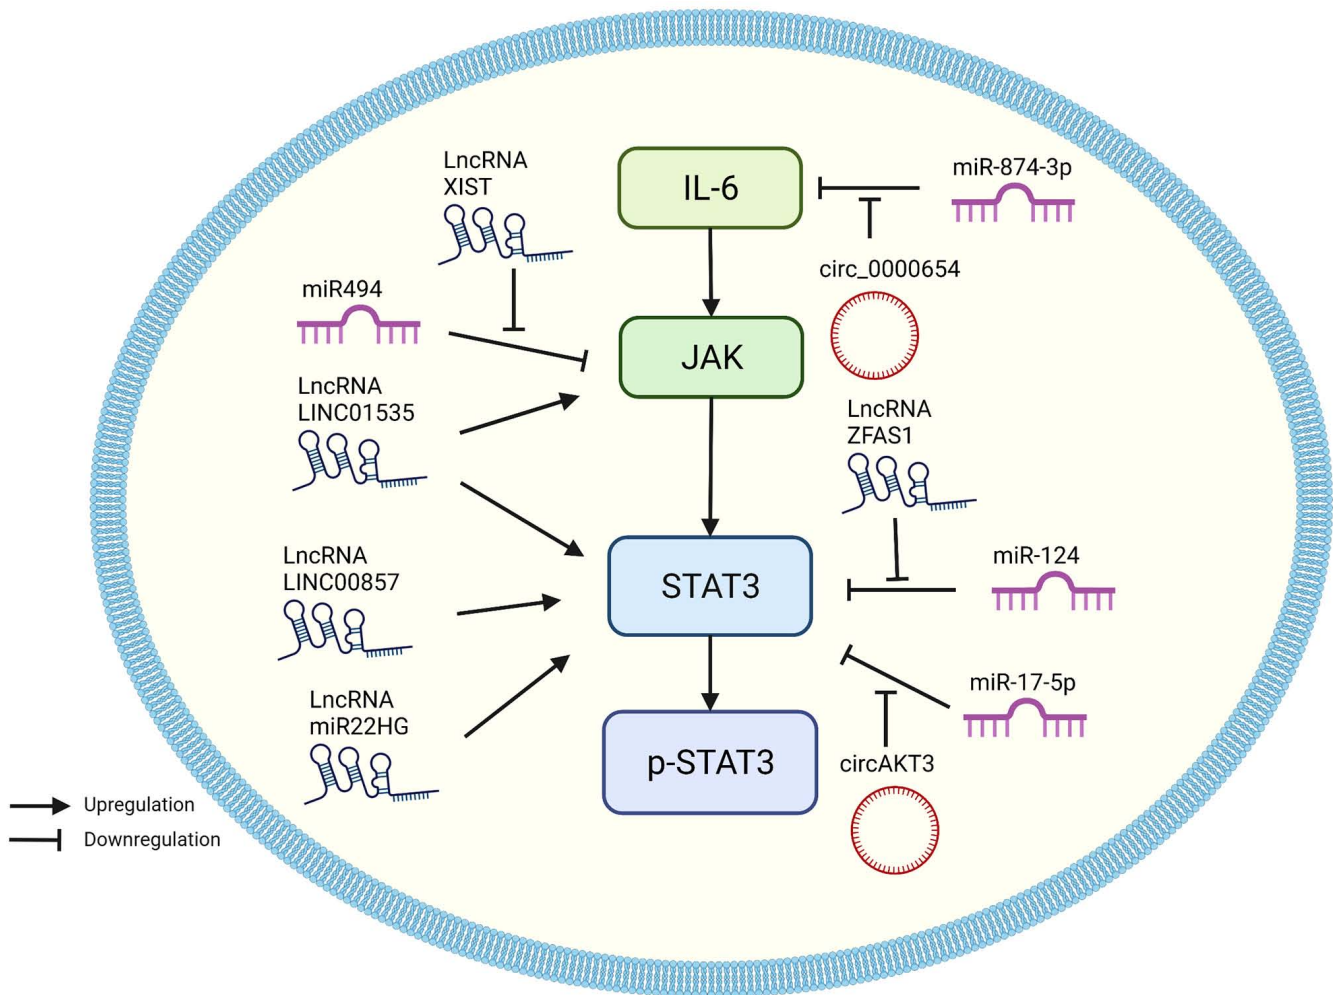 LncRNA
XIST
IL-6
miR-874-3p
circ_0000654
miR494
JAK
LncRNA
LINC01535
LncRNA
ZFAS1
LncRNA
LINC00857
STAT3
miR-124
LncRNA
miR22HG
miR-17-5p
p-STAT3
circAKT3
Upregulation
Downregulation